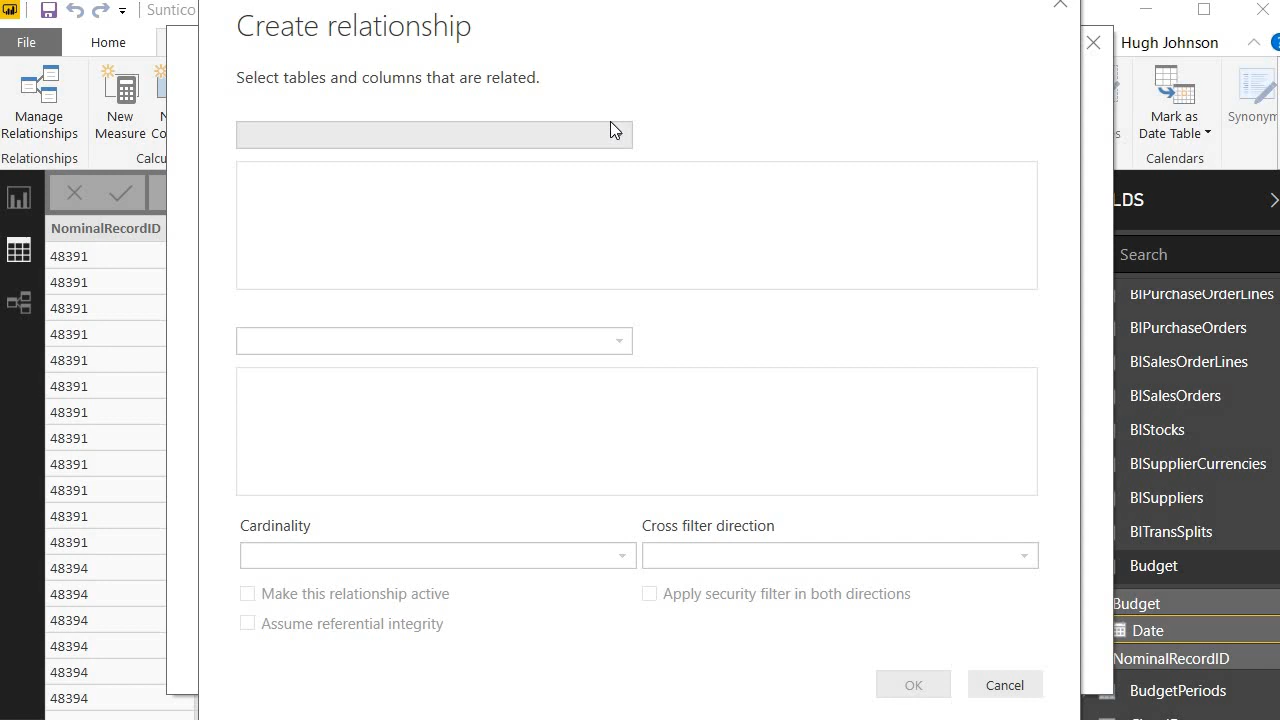 Suntico
File
Home
Hugh Johnson
Manage
Relationships
New
Measure
Mark as
Date Table
Synonym
Relationships
Calcu
Calendars
Create relationship
Select tables and columns that are related.
Cardinality
Cross filter direction
Make this relationship active
Apply security filter in both directions
Assume referential integrity
OK
Cancel
NominalRecordID
48391
48391
48391
48391
48391
48391
48391
48391
48391
48391
48391
48391
48394
48394
48394
48394
48394
48394
LDS
Search
BIPurchaseOrderLines
BIPurchaseOrders
BISalesOrderLines
BISalesOrders
BIStocks
BISupplierCurrencies
BISuppliers
BITransSplits
Budget
Budget
Date
NominalRecordID
BudgetPeriods